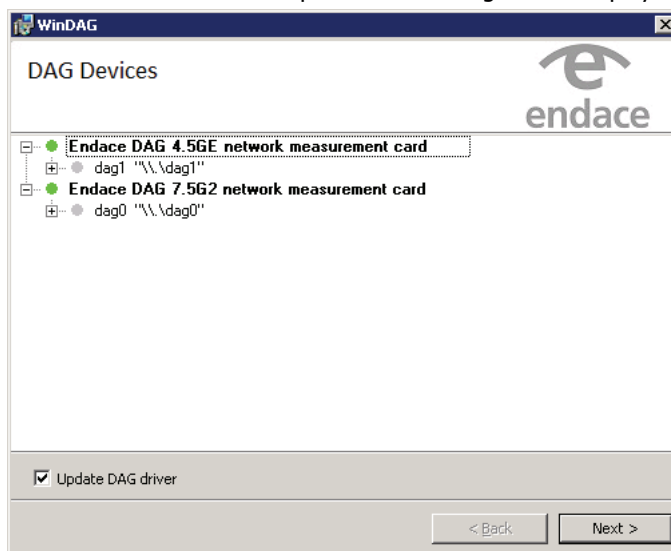 WinDAG
DAG Devices
endace
Endace DAG 4.5GE network measurement card
dag1 "\\.\dag1"
Endace DAG 7.5G2 network measurement card
dag0 "\\.\dag0"
Update DAG driver
< Back
Next >